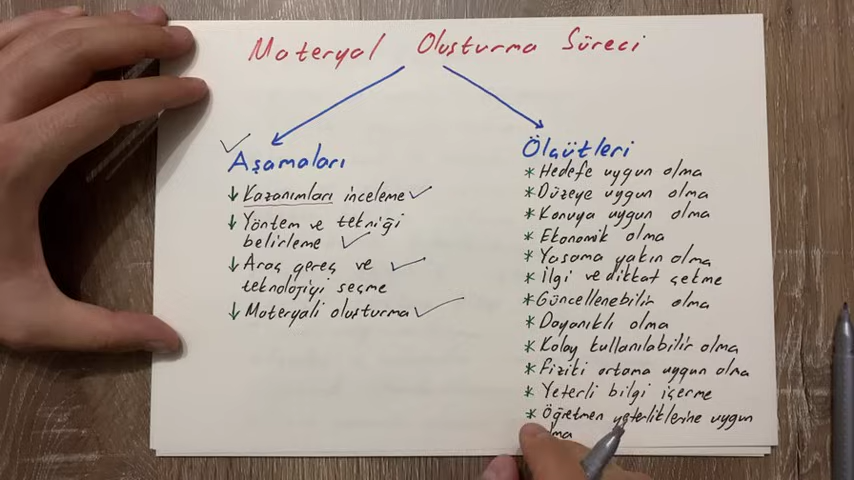 Materyal Oluşturma Süreci
Aşamaları
Kazanımları inceleme
Yöntem ve tekniği
belirleme
Araç gereç ve
teknolojiyi seçme
Materyali oluşturma
Ölçütleri
* Hedefe uygun olma
* Düzeye uygun olma
* Konuya uygun olma
* Ekonomik olma
* Yaşama yakın olma
* İlgi ve dikkat çekme
* Güncellenebilir olma
* Dayanıklı olma
* Kolay kullanılabilir olma
* Fiziki ortama uygun olma
* Yeterli bilgi içerme
* Öğretmen yeterliklerine uygun
olma